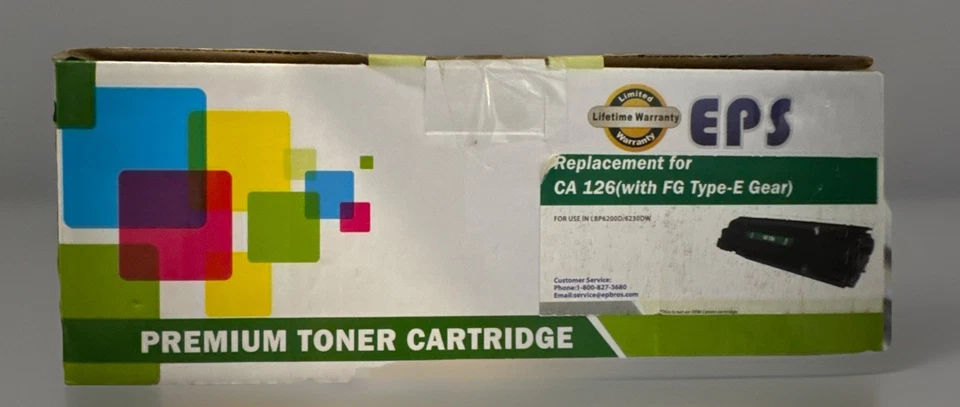 Limited
Lifetime Warranty
Warranty
EPS
Replacement for
CA 126(with FG Type-E Gear)
FOR USE IN LBP6200D/6230DW
Customer Service:
Phone:1-800-827-3680
Email:service@epbros.com
PREMIUM TONER CARTRIDGE